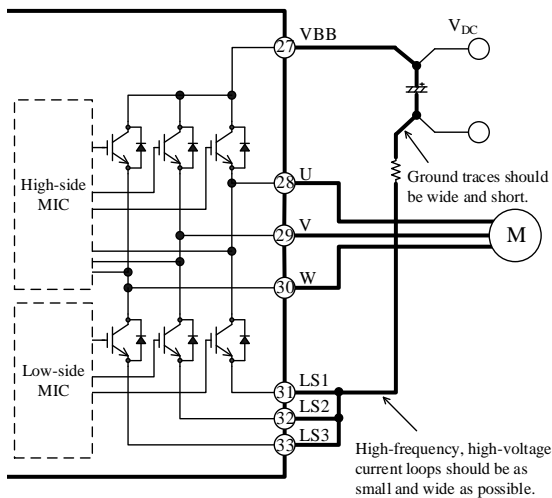 27
VBB
VDC
High-side
MIC
28
U
Ground traces should
be wide and short.
29
V
M
30
W
Low-side
MIC
31
LS1
32
LS2
33
LS3
High-frequency, high-voltage
current loops should be as
small and wide as possible.